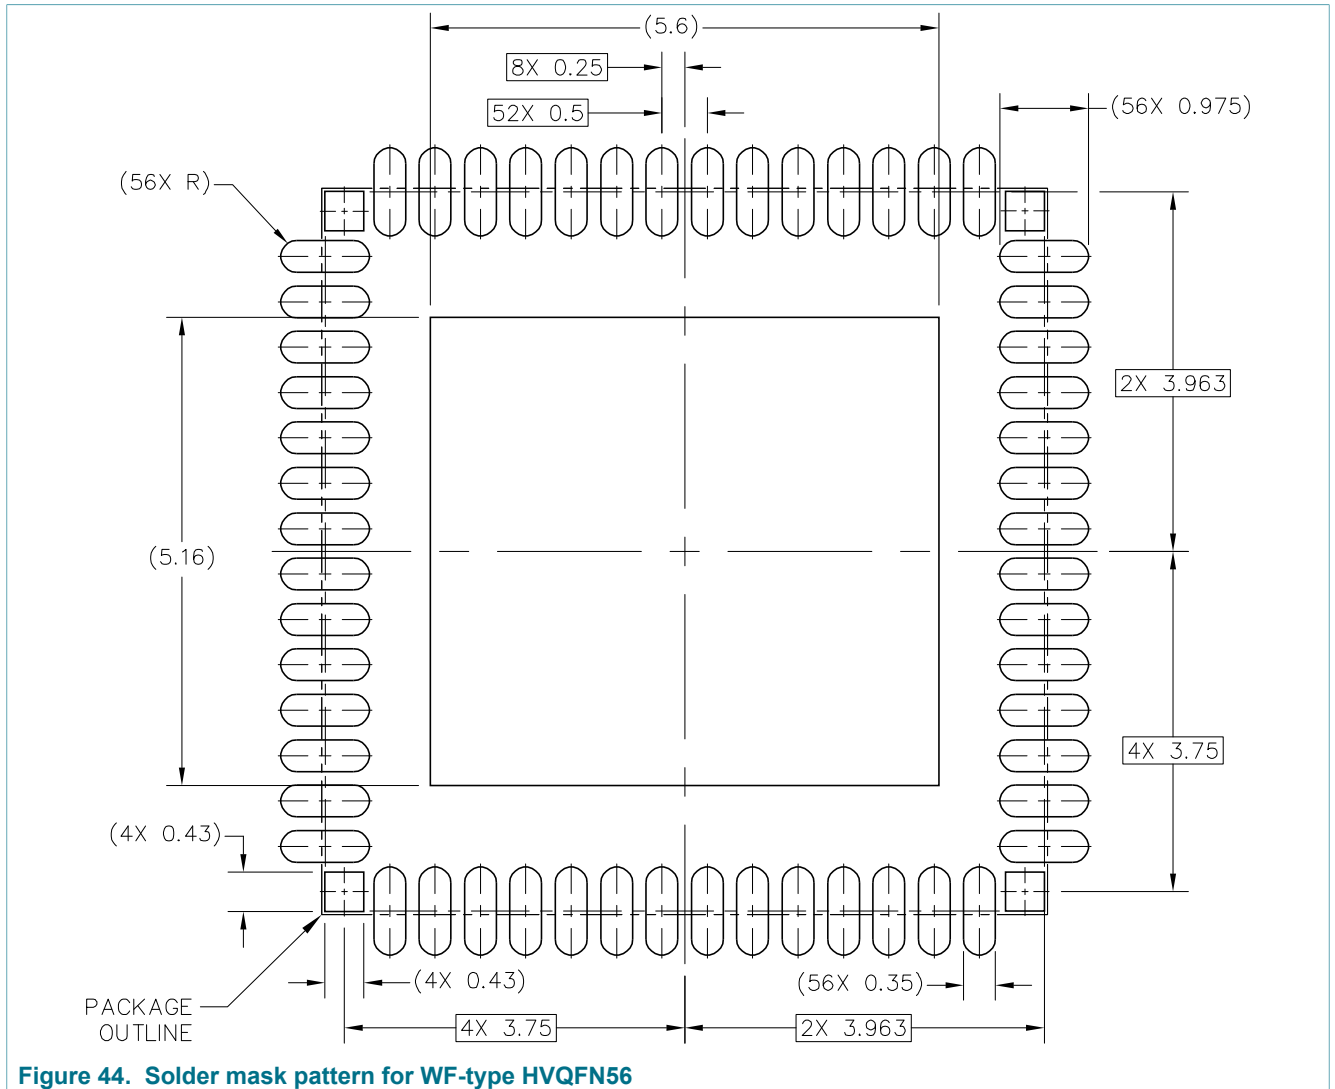 (5.6)
8X 0.25
52X 0.5
(56X 0.975)
(56X R)
2X 3.963
(5.16)
4X 3.75
(4X 0.43)
(4X 0.43)
(56X 0.35)
PACKAGE
OUTLINE
4X 3.75
2X 3.963
Figure 44. Solder mask pattern for WF-type HVQFN56